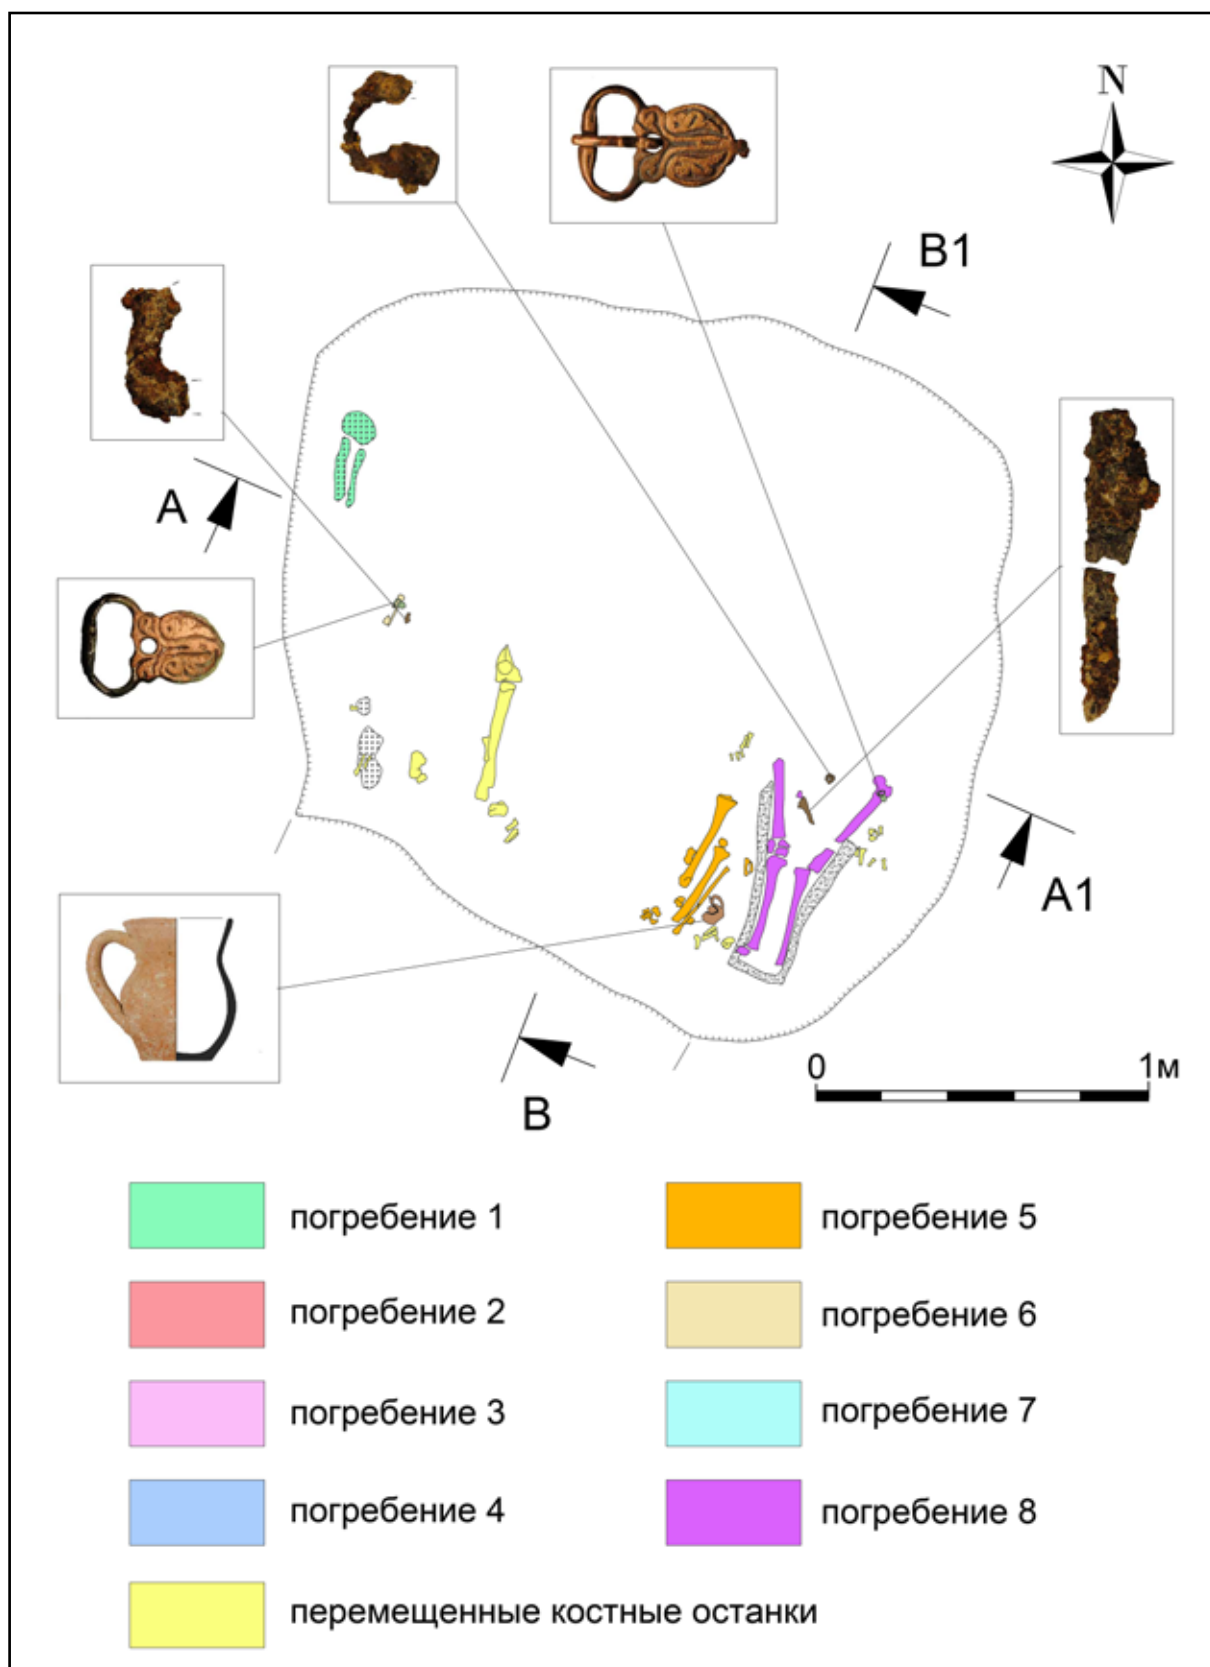 N
B1
A
A1
B
0 1м
погребение 1
погребение 2
погребение 3
погребение 4
перемещенные костные останки
погребение 5
погребение 6
погребение 7
погребение 8